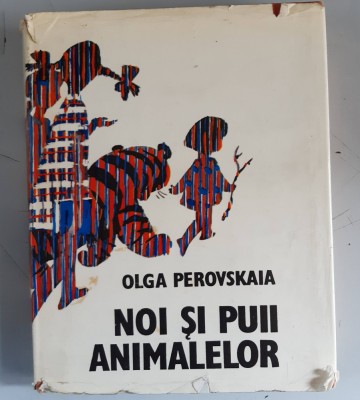 OLGA PEROVSKAIA
NOI ȘI PUII
ANIMALELOR